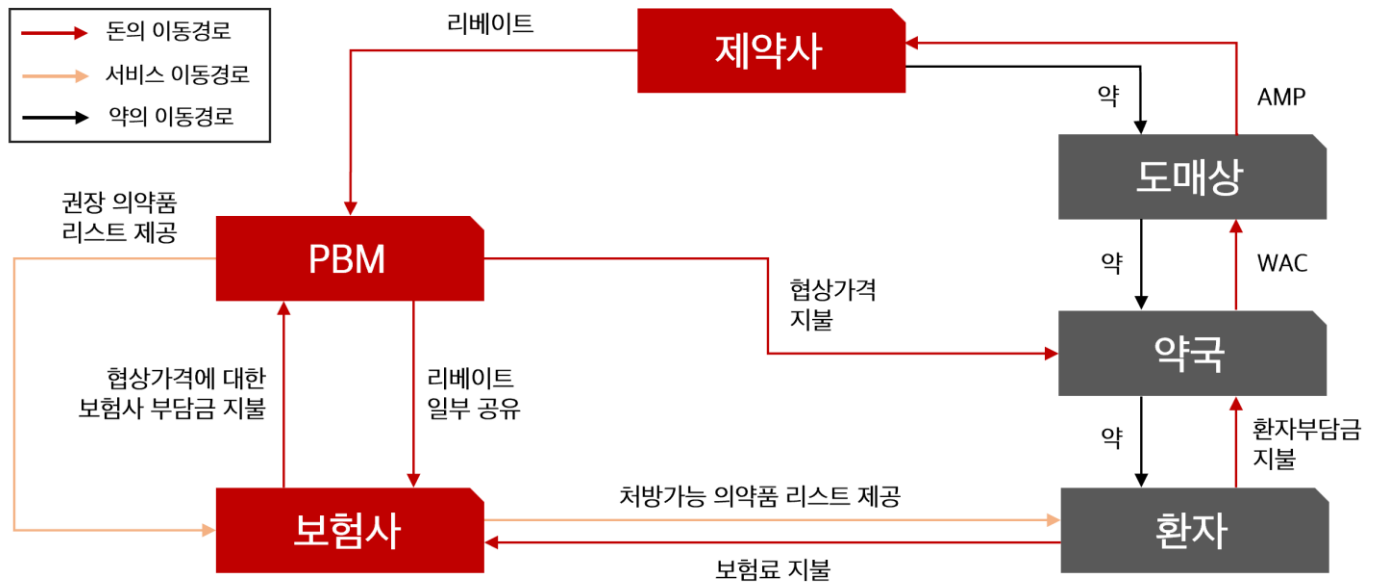 돈의 이동경로
서비스 이동경로
약의 이동경로
리베이트
제약사
약
AMP
도매상
권장 의약품
리스트 제공
PBM
약
WAC
협상가격
지불
약국
협상가격에 대한
보험사 부담금 지불
리베이트
일부 공유
약
환자부담금
지불
보험사
처방가능 의약품 리스트 제공
환자
보험료 지불